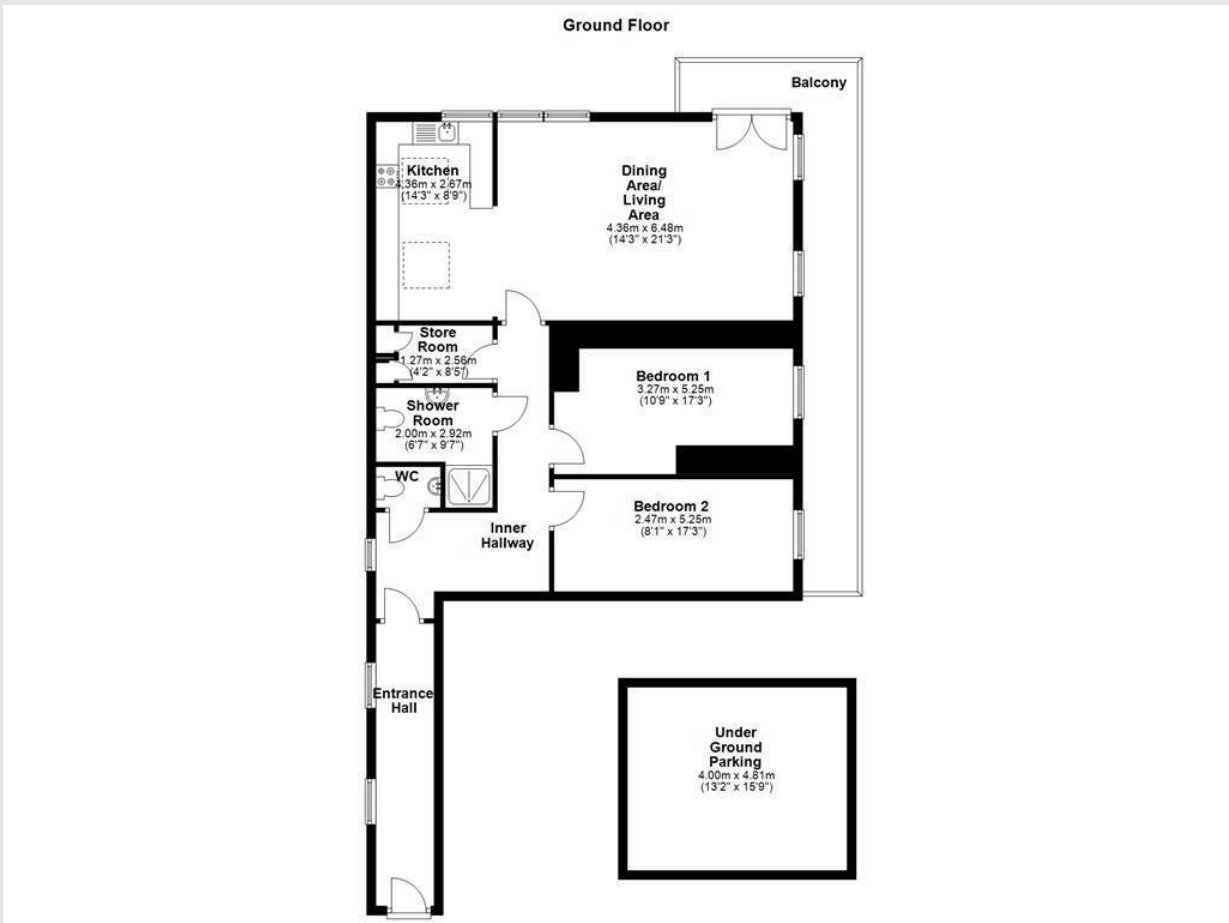 Ground Floor
Balcony
Kitchen
4.36m x 2.67m
(14'3" x 8'9")
Dining
Area/
Living
Area
4.36m x 6.48m
(14'3" x 21'3")
Store
Room
1.27m x 2.56m
(4'2" x 8'5")
Bedroom 1
3.27m x 5.25m
(10'9" x 17'3")
Shower
Room
2.00m x 2.92m
(6'7" x 9'7")
WC
Bedroom 2
2.47m x 5.25m
(8'1" x 17'3")
Inner
Hallway
Entrance
Hall
Under
Ground
Parking
4.00m x 4.81m
(13'2" x 15'9")